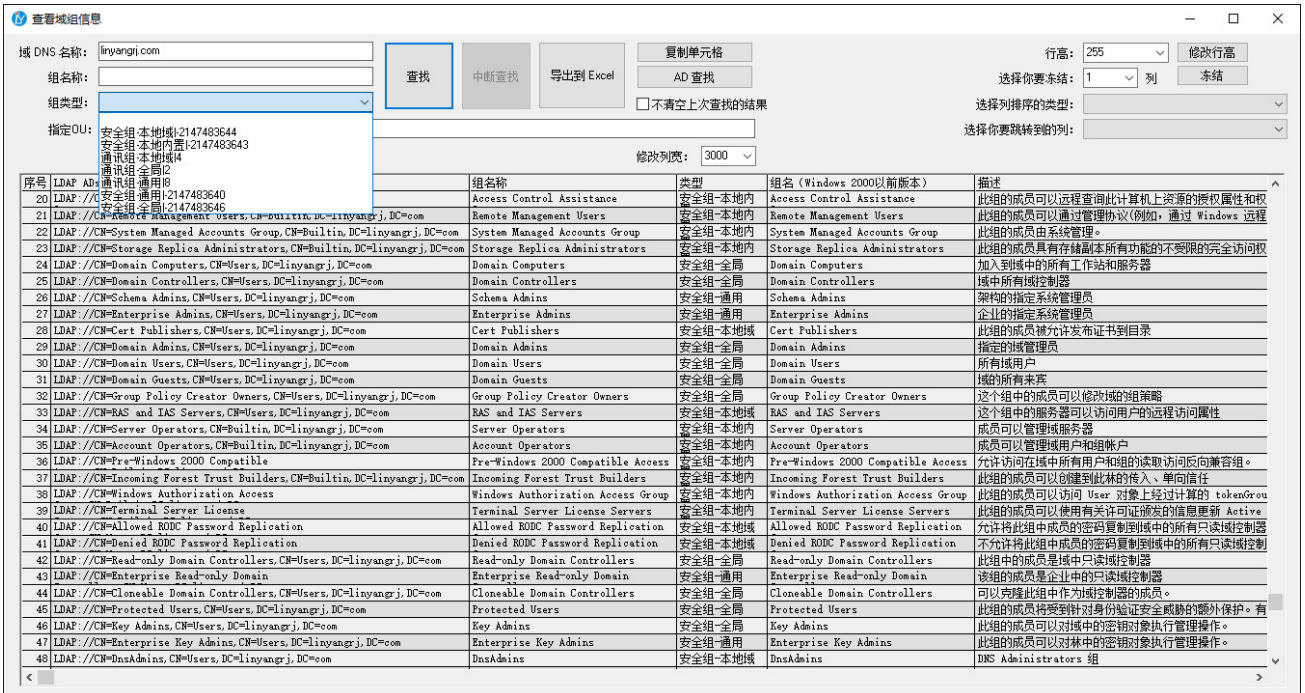 查看域组信息
域 DNS 名称: linyangrj.com 查找 中断查找 导出到 Excel 复制单元格 行高: 255 修改行高
组名称: AD 查找 选择你要冻结: 1 列 冻结
组类型: 不清空上次查找的结果 选择列排序的类型:
指定OU: 选择你要跳转到的列:
安全组-本地域|-2147483644
安全组-本地内置|-2147483643
通讯组-本地域|4
通讯组-全局|2
通讯组-通用|8
安全组-通用|-2147483640
安全组-全局|-2147483646
修改列宽: 3000
序号 LDAP AD 组名称 类型 组名(Windows 2000以前版本) 描述
20 LDAP://C Access Control Assistance 安全组-本地内 Access Control Assistance 此组的成员可以远程查询此计算机上资源的授权属性和权
21 LDAP://CN=Remote Management Users,CN=Builtin,DC=linyangrj,DC=com Remote Management Users 安全组-本地内 Remote Management Users 此组的成员可以通过管理协议(例如，通过 Windows 远程
22 LDAP://CN=System Managed Accounts Group,CN=Builtin,DC=linyangrj,DC=com System Managed Accounts Group 安全组-本地内 System Managed Accounts Group 此组的成员由系统管理。
23 LDAP://CN=Storage Replica Administrators,CN=Builtin,DC=linyangrj,DC=com Storage Replica Administrators 安全组-本地内 Storage Replica Administrators 此组的成员具有存储副本所有功能的不受限的完全访问权
24 LDAP://CN=Domain Computers,CN=Users,DC=linyangrj,DC=com Domain Computers 安全组-全局 Domain Computers 加入到域中的所有工作站和服务器
25 LDAP://CN=Domain Controllers,CN=Users,DC=linyangrj,DC=com Domain Controllers 安全组-全局 Domain Controllers 域中所有域控制器
26 LDAP://CN=Schema Admins,CN=Users,DC=linyangrj,DC=com Schema Admins 安全组-通用 Schema Admins 架构的指定系统管理员
27 LDAP://CN=Enterprise Admins,CN=Users,DC=linyangrj,DC=com Enterprise Admins 安全组-通用 Enterprise Admins 企业的指定系统管理员
28 LDAP://CN=Cert Publishers,CN=Users,DC=linyangrj,DC=com Cert Publishers 安全组-本地域 Cert Publishers 此组的成员被允许发布证书到目录
29 LDAP://CN=Domain Admins,CN=Users,DC=linyangrj,DC=com Domain Admins 安全组-全局 Domain Admins 指定的域管理员
30 LDAP://CN=Domain Users,CN=Users,DC=linyangrj,DC=com Domain Users 安全组-全局 Domain Users 所有域用户
31 LDAP://CN=Domain Guests,CN=Users,DC=linyangrj,DC=com Domain Guests 安全组-全局 Domain Guests 域的所有来宾
32 LDAP://CN=Group Policy Creator Owners,CN=Users,DC=linyangrj,DC=com Group Policy Creator Owners 安全组-全局 Group Policy Creator Owners 这个组中的成员可以修改域的组策略
33 LDAP://CN=RAS and IAS Servers,CN=Users,DC=linyangrj,DC=com RAS and IAS Servers 安全组-本地域 RAS and IAS Servers 这个组中的服务器可以访问用户的远程访问属性
34 LDAP://CN=Server Operators,CN=Builtin,DC=linyangrj,DC=com Server Operators 安全组-本地内 Server Operators 成员可以管理域服务器
35 LDAP://CN=Account Operators,CN=Builtin,DC=linyangrj,DC=com Account Operators 安全组-本地内 Account Operators 成员可以管理域用户和组帐户
36 LDAP://CN=Pre-Windows 2000 Compatible Pre-Windows 2000 Compatible Access 安全组-本地内 Pre-Windows 2000 Compatible Access 允许访问在域中所有用户和组的读取访问反向兼容组。
37 LDAP://CN=Incoming Forest Trust Builders,CN=Builtin,DC=linyangrj,DC=com Incoming Forest Trust Builders 安全组-本地内 Incoming Forest Trust Builders 此组的成员可以创建到此林的传入、单向信任
38 LDAP://CN=Windows Authorization Access Windows Authorization Access Group 安全组-本地内 Windows Authorization Access Group 此组的成员可以访问 User 对象上经过计算的 tokenGrou
39 LDAP://CN=Terminal Server License Terminal Server License Servers 安全组-本地内 Terminal Server License Servers 此组的成员可以使用有关许可证颁发的信息更新 Active
40 LDAP://CN=Allowed RODC Password Replication Allowed RODC Password Replication 安全组-本地域 Allowed RODC Password Replication 允许将此组中成员的密码复制到域中的所有只读域控制器
41 LDAP://CN=Denied RODC Password Replication Denied RODC Password Replication 安全组-本地域 Denied RODC Password Replication 不允许将此组中成员的密码复制到域中的所有只读域控制
42 LDAP://CN=Read-only Domain Controllers,CN=Users,DC=linyangrj,DC=com Read-only Domain Controllers 安全组-全局 Read-only Domain Controllers 此组中的成员是域中只读域控制器
43 LDAP://CN=Enterprise Read-only Domain Enterprise Read-only Domain 安全组-通用 Enterprise Read-only Domain 该组的成员是企业中的只读域控制器
44 LDAP://CN=Cloneable Domain Controllers,CN=Users,DC=linyangrj,DC=com Cloneable Domain Controllers 安全组-全局 Cloneable Domain Controllers 可以克隆此组中作为域控制器的成员。
45 LDAP://CN=Protected Users,CN=Users,DC=linyangrj,DC=com Protected Users 安全组-全局 Protected Users 此组的成员将受到针对身份验证安全威胁的额外保护。有
46 LDAP://CN=Key Admins,CN=Users,DC=linyangrj,DC=com Key Admins 安全组-全局 Key Admins 此组的成员可以对域中的密钥对象执行管理操作。
47 LDAP://CN=Enterprise Key Admins,CN=Users,DC=linyangrj,DC=com Enterprise Key Admins 安全组-通用 Enterprise Key Admins 此组的成员可以对林中的密钥对象执行管理操作。
48 LDAP://CN=DnsAdmins,CN=Users,DC=linyangrj,DC=com DnsAdmins 安全组-本地域 DnsAdmins DNS Administrators 组